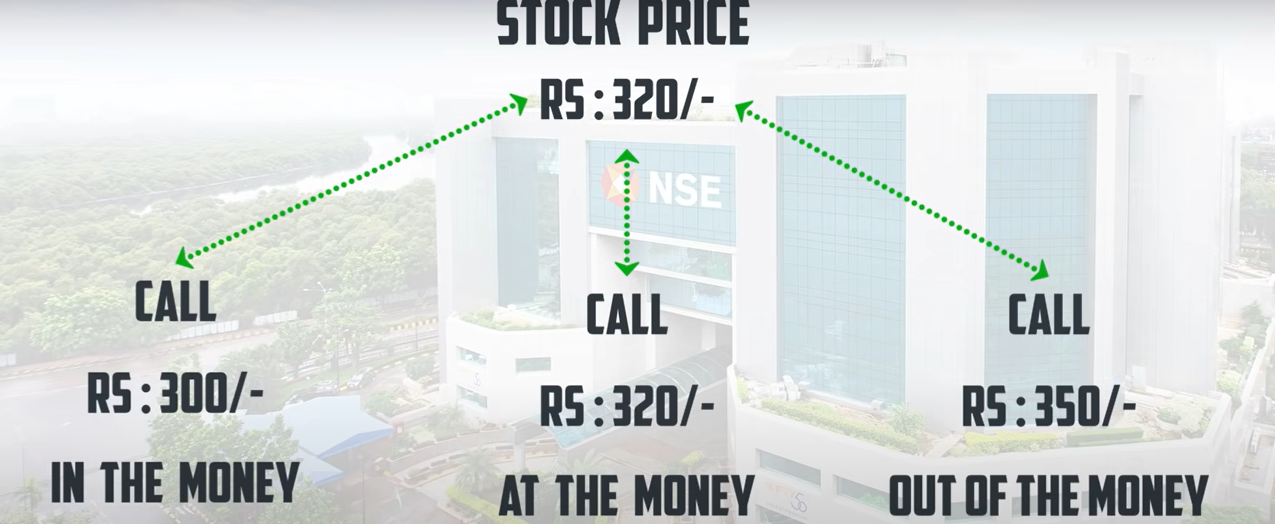 STOCK PRICE
RS : 320/-
NSE
CALL
RS : 300/-
IN THE MONEY
CALL
RS : 320/-
AT THE MONEY
CALL
RS : 350/-
OUT OF THE MONEY